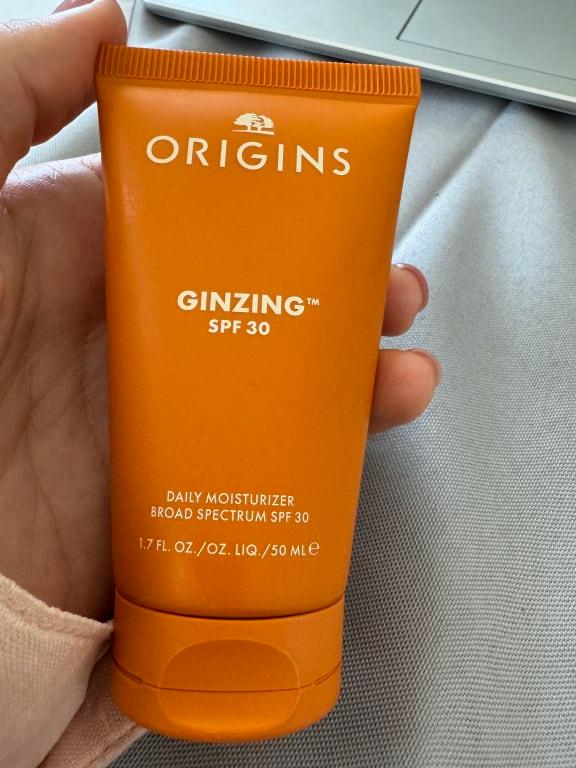 ORIGINS
GINZING™
SPF 30
DAILY MOISTURIZER
BROAD SPECTRUM SPF 30
1.7 FL. OZ./OZ. LIQ./50 ML ℮